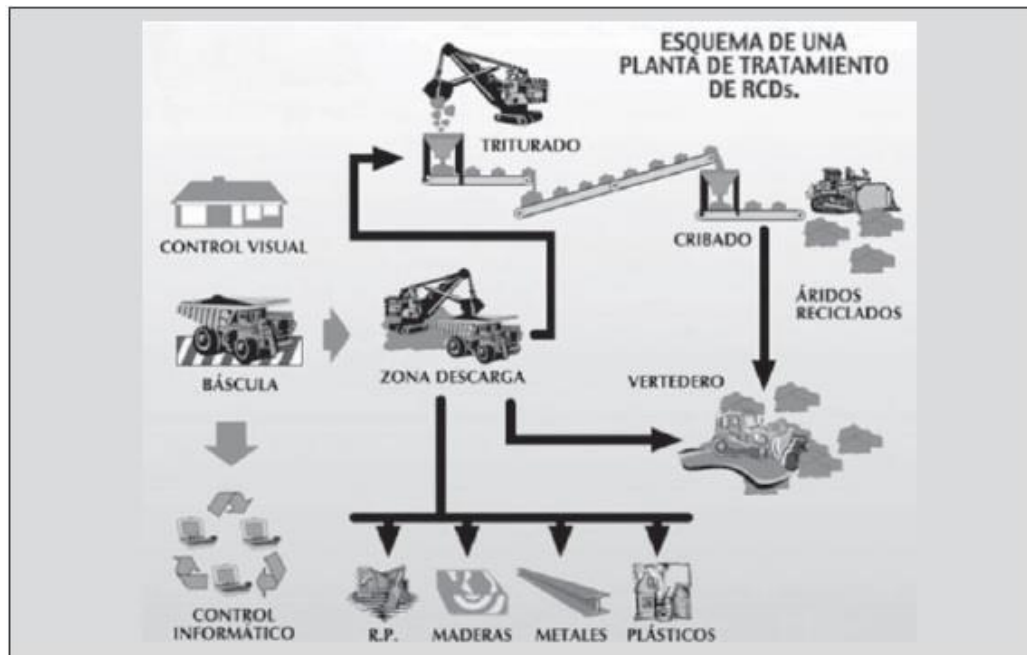 ESQUEMA DE UNA
PLANTA DE TRATAMIENTO
DE RCDs.
TRITURADO
CONTROL VISUAL
CRIBADO
ÁRIDOS
RECICLADOS
BÁSCULA
ZONA DESCARGA
VERTEDERO
CONTROL
INFORMÁTICO
R.P.
MADERAS
METALES
PLÁSTICOS